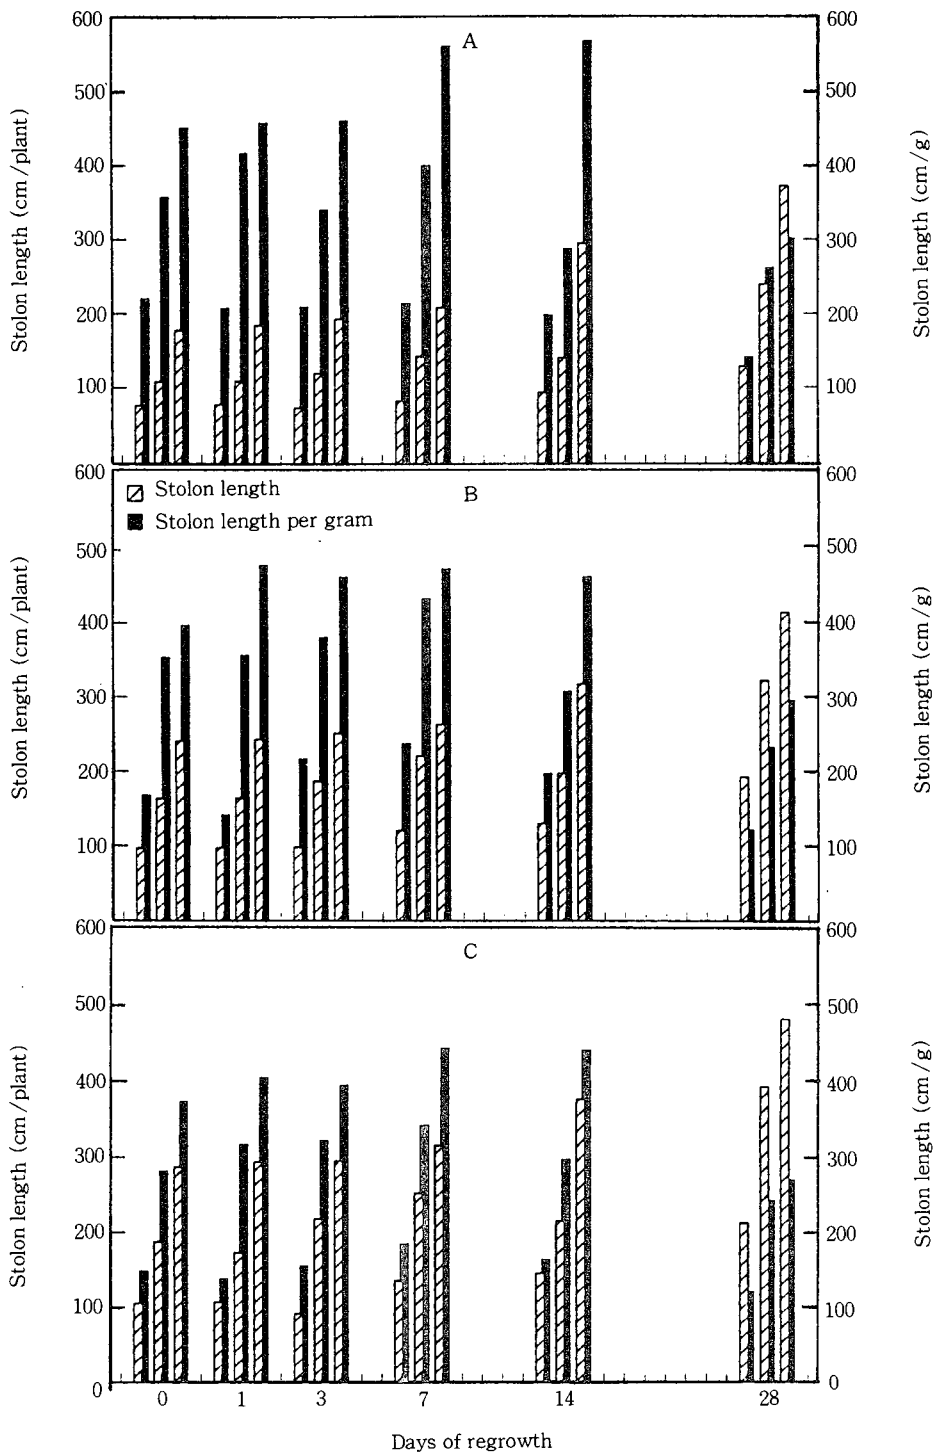 600
500
400
300
200
100
Stolon length (cm/plant)
A
600
500
400
300
200
100
Stolon length (cm/g)
600
500
400
300
200
100
Stolon length (cm/plant)
B
Stolon length
Stolon length per gram
600
500
400
300
200
100
Stolon length (cm/g)
600
500
400
300
200
100
0
Stolon length (cm/plant)
C
600
500
400
300
200
100
0
Stolon length (cm/g)
0 1 3 7 14 28
Days of regrowth